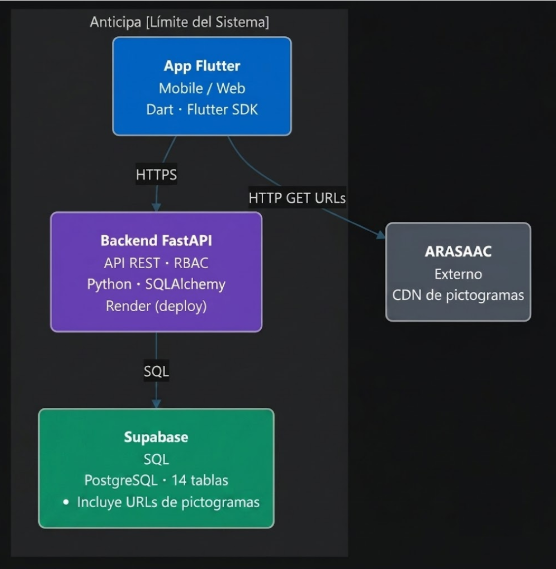 Anticipa [Límite del Sistema]
App Flutter
Mobile / Web
Dart · Flutter SDK
HTTPS
HTTP GET URLs
Backend FastAPI
API REST · RBAC
Python · SQLAlchemy
Render (deploy)
ARASAAC
Externo
CDN de pictogramas
SQL
Supabase
SQL
PostgreSQL · 14 tablas
• Incluye URLs de pictogramas